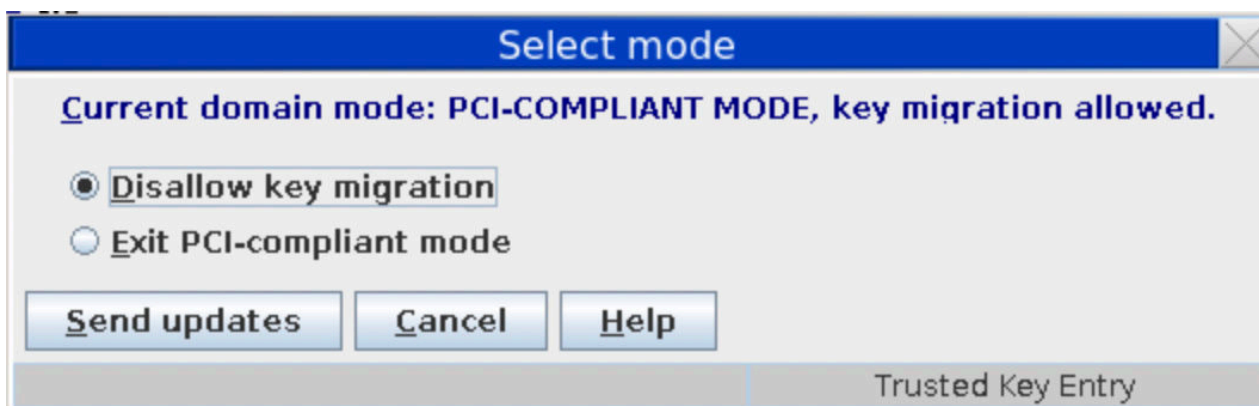 Select mode
Current domain mode: PCI-COMPLIANT MODE, key migration allowed.
Disallow key migration
Exit PCI-compliant mode
Send updates Cancel Help
Trusted Key Entry